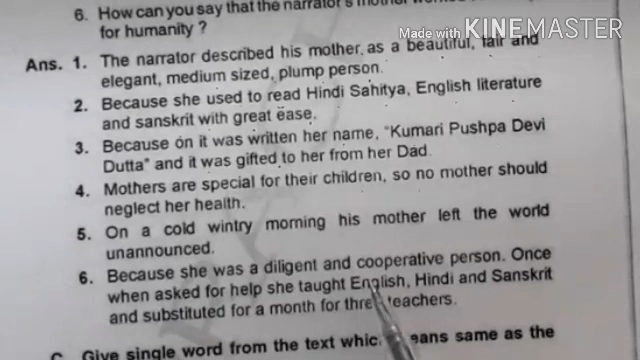 6. How can you say that the narrator's mother worked
for humanity ?
Made with KINEMASTER
Ans. 1. The narrator described his mother as a beautiful, fair and
elegant, medium sized, plump person.
2. Because she used to read Hindi Sahitya, English literature
and sanskrit with great ease.
3. Because on it was written her name, "Kumari Pushpa Devi
Dutta" and it was gifted to her from her Dad.
4. Mothers are special for their children, so no mother should
neglect her health.
5. On a cold wintry morning his mother left the world
unannounced.
6. Because she was a diligent and cooperative person. Once
when asked for help she taught English, Hindi and Sanskrit
and substituted for a month for three teachers.
C. Give single word from the text which means same as the